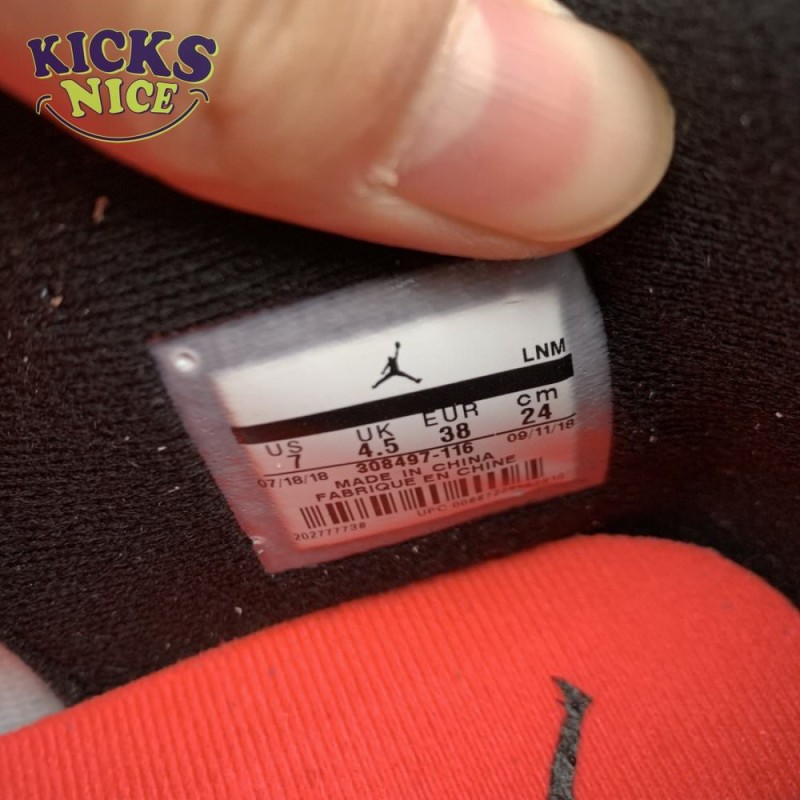 KICKS
NICE
LNM
US UK EUR cm
7 4.5 38 24
07/18/18 308497-116 09/11/18
MADE IN CHINA
FABRIQUE EN CHINE
202777738 UPC